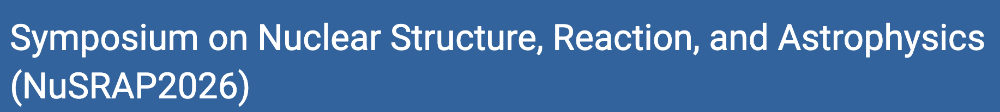 Symposium on Nuclear Structure, Reaction, and Astrophysics
(NuSRAP2026)